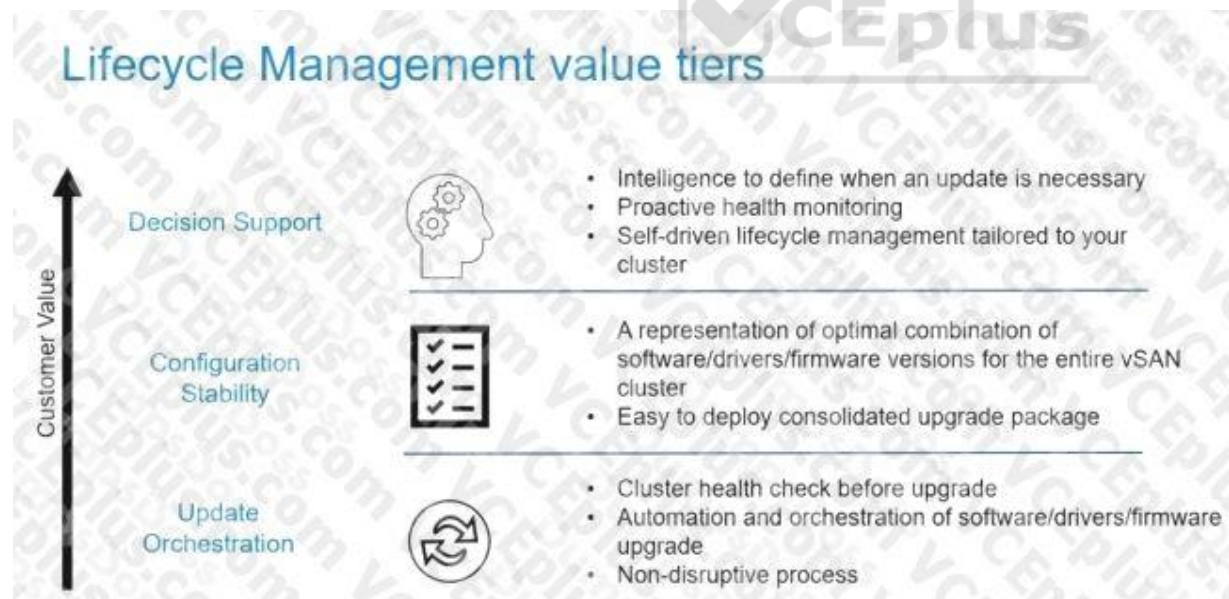 VCEplus
Lifecycle Management value tiers
Customer Value
Decision Support
• Intelligence to define when an update is necessary
• Proactive health monitoring
• Self-driven lifecycle management tailored to your
cluster
Configuration
Stability
• A representation of optimal combination of
software/drivers/firmware versions for the entire vSAN
cluster
• Easy to deploy consolidated upgrade package
Update
Orchestration
• Cluster health check before upgrade
• Automation and orchestration of software/drivers/firmware
upgrade
• Non-disruptive process